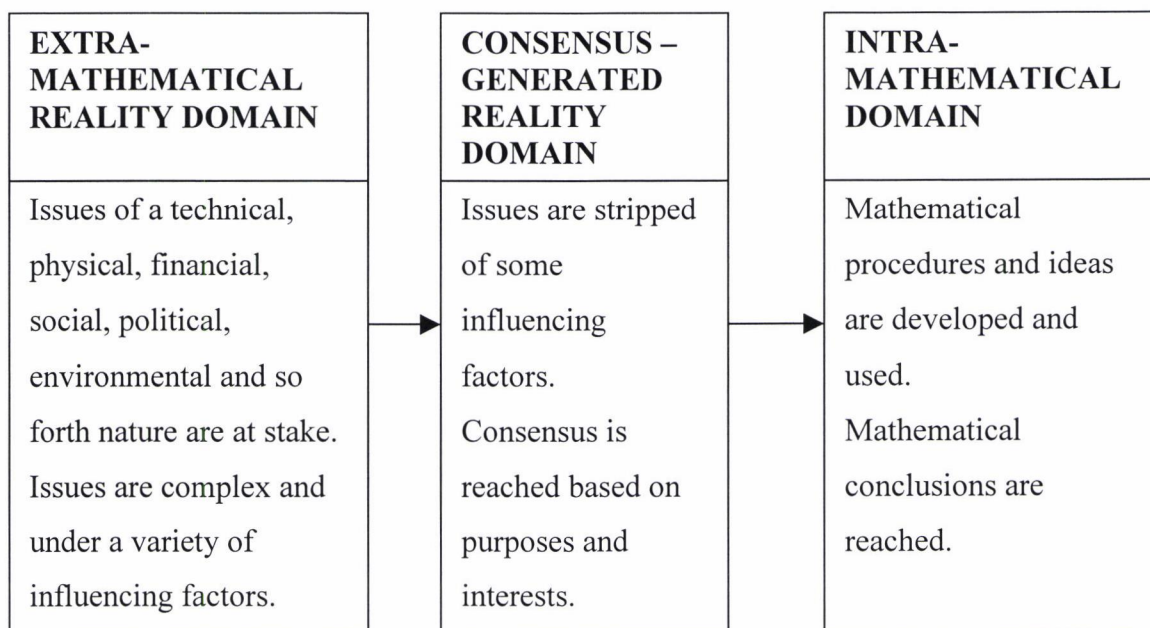 EXTRA-
MATHEMATICAL
REALITY DOMAIN
Issues of a technical,
physical, financial,
social, political,
environmental and so
forth nature are at stake.
Issues are complex and
under a variety of
influencing factors.
CONSENSUS –
GENERATED
REALITY
DOMAIN
Issues are stripped
of some
influencing
factors.
Consensus is
reached based on
purposes and
interests.
INTRA-
MATHEMATICAL
DOMAIN
Mathematical
procedures and ideas
are developed and
used.
Mathematical
conclusions are
reached.